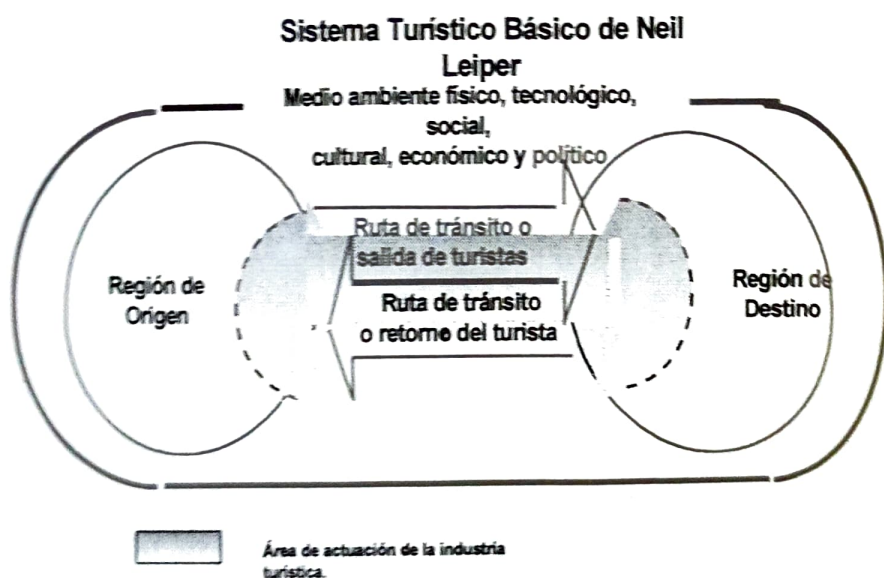 Sistema Turístico Básico de Neil
Leiper
Medio ambiente físico, tecnológico,
social,
cultural, económico y político
Ruta de tránsito o
salida de turistas
Región de
Origen
Ruta de tránsito
o retorno del turista
Región de
Destino
Área de actuación de la industria
turística.